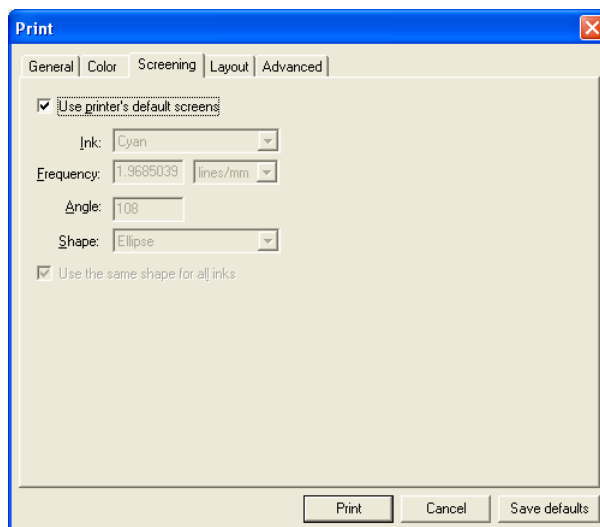 Print
General Color Screening Layout Advanced
Use printer's default screens
Ink: Cyan
Frequency: 1.9685039 lines/mm
Angle: 108
Shape: Ellipse
Use the same shape for all inks
Print Cancel Save defaults